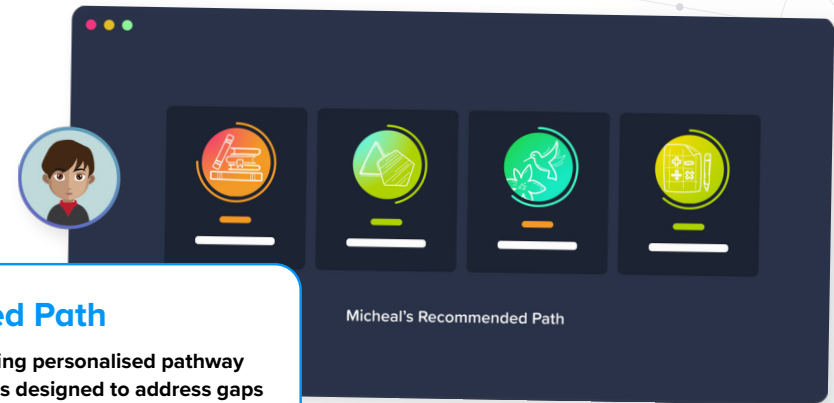 Micheal's Recommended Path
ed Path
ing personalised pathway
s designed to address gaps